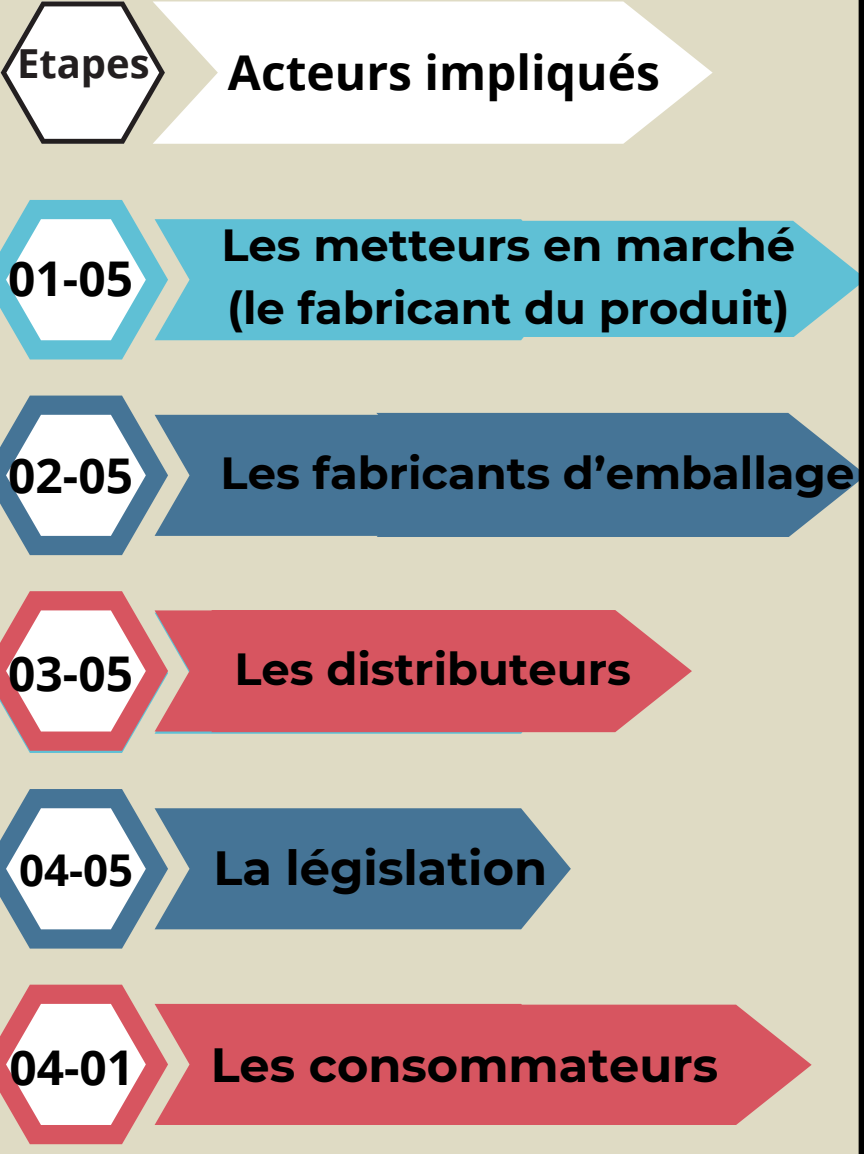 Etapes
Acteurs impliqués
01-05
Les metteurs en marché
(le fabricant du produit)
02-05
Les fabricants d’emballage
03-05
Les distributeurs
04-05
La législation
04-01
Les consommateurs